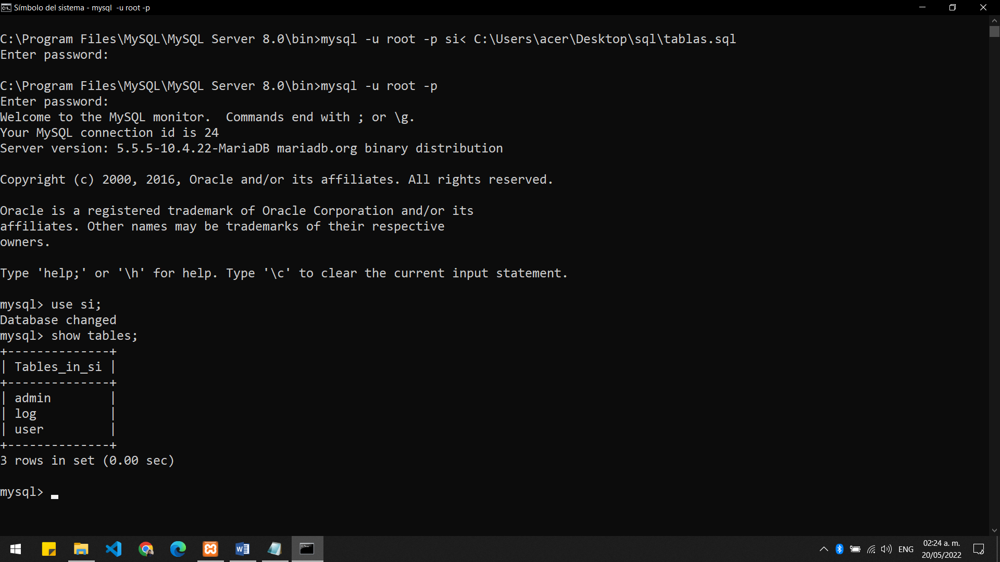 Símbolo del sistema - mysql  -u root -p
C:\Program Files\MySQL\MySQL Server 8.0\bin>mysql -u root -p si< C:\Users\acer\Desktop\sql\tablas.sql
Enter password:
C:\Program Files\MySQL\MySQL Server 8.0\bin>mysql -u root -p
Enter password:
Welcome to the MySQL monitor.  Commands end with ; or \g.
Your MySQL connection id is 24
Server version: 5.5.5-10.4.22-MariaDB mariadb.org binary distribution
Copyright (c) 2000, 2016, Oracle and/or its affiliates. All rights reserved.
Oracle is a registered trademark of Oracle Corporation and/or its
affiliates. Other names may be trademarks of their respective
owners.
Type 'help;' or '\h' for help. Type '\c' to clear the current input statement.
mysql> use si;
Database changed
mysql> show tables;
+--------------+
| Tables_in_si |
+--------------+
| admin        |
| log          |
| user         |
+--------------+
3 rows in set (0.00 sec)
mysql>
ENG
02:24 a. m.
20/05/2022